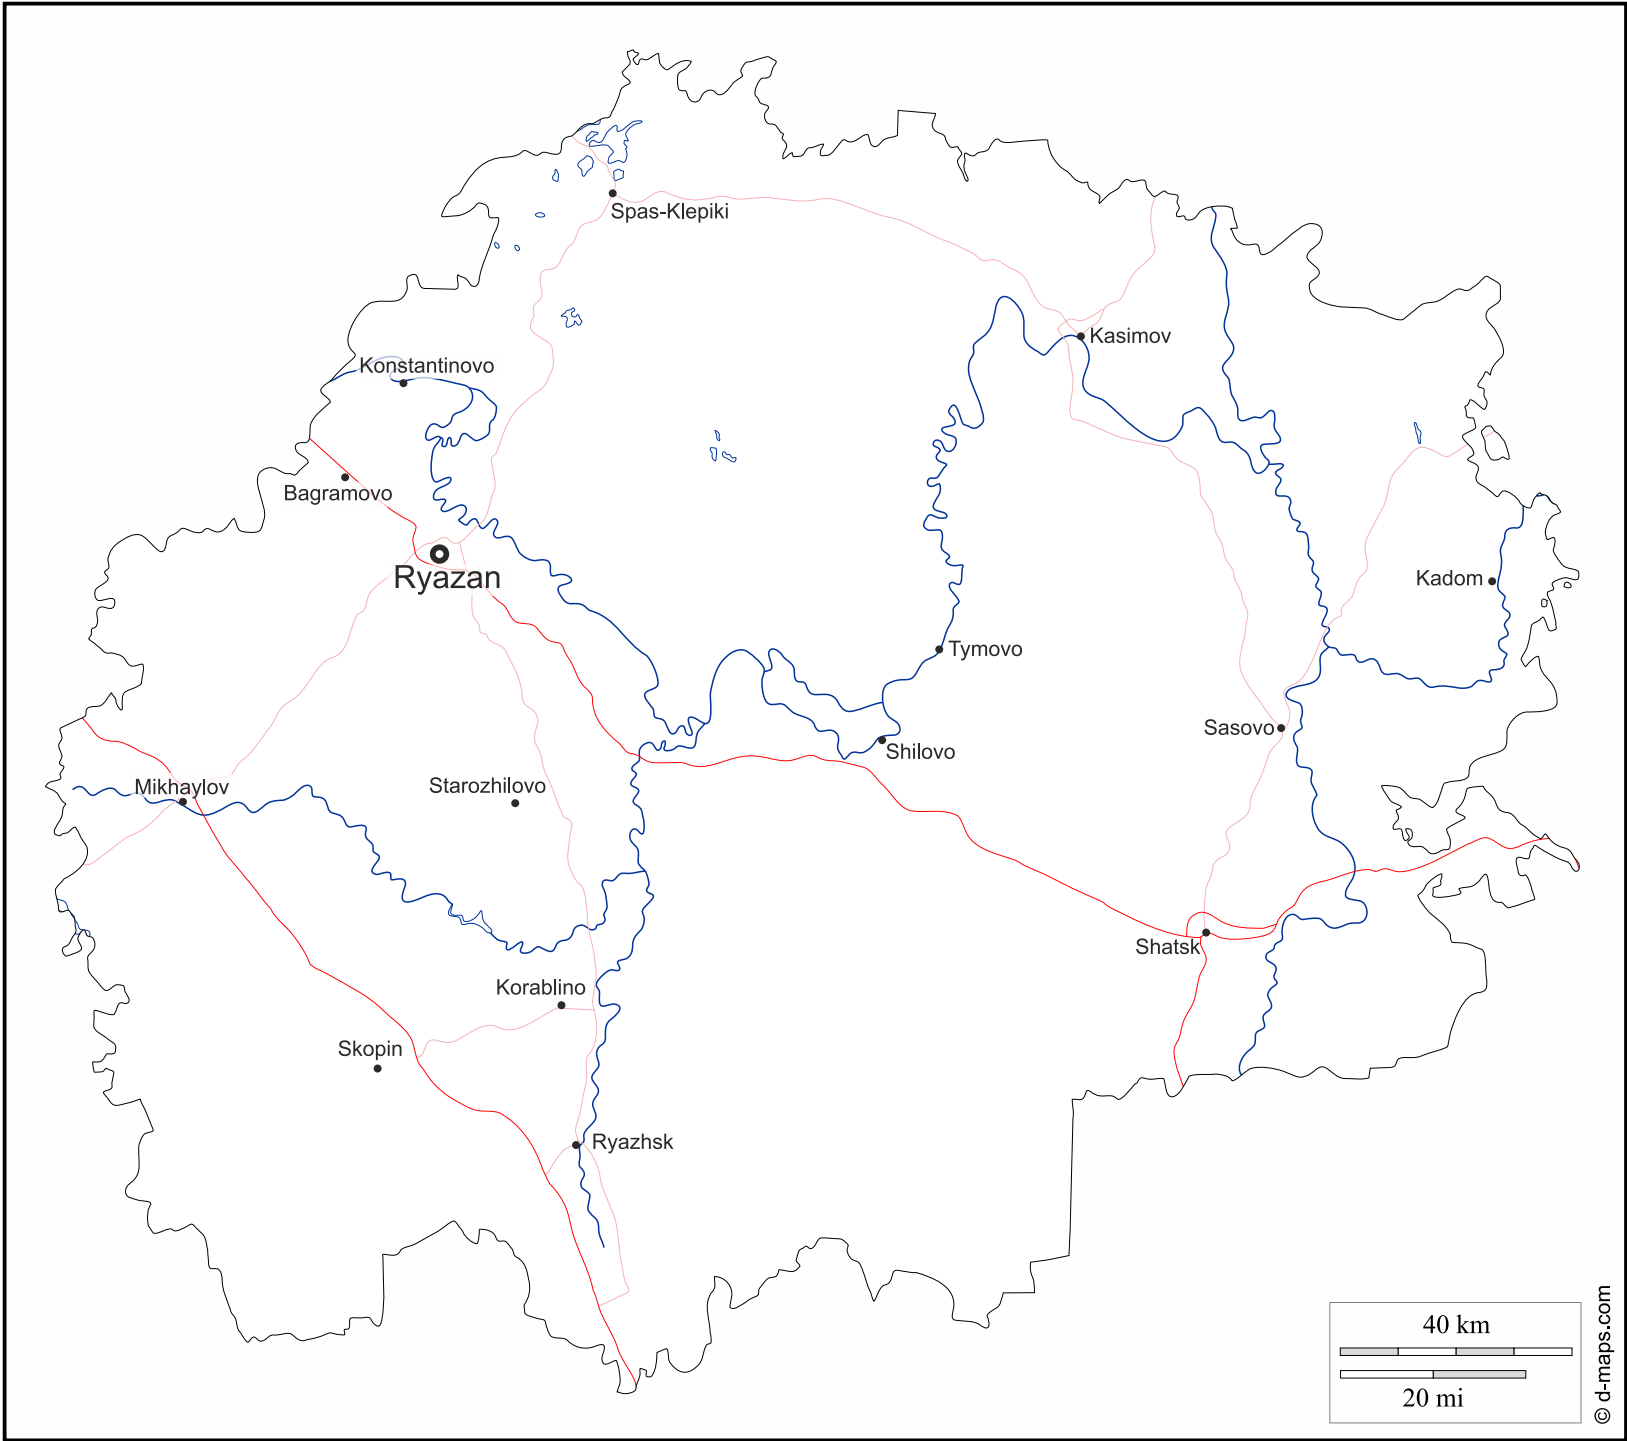 Spas-Klepiki
Kasimov
Konstantinovo
Bagramovo
Ryazan
Kadom
Tymovo
Sasovo
Shilovo
Mikhaylov
Starozhilovo
Shatsk
Korablino
Skopin
Ryazhsk
40 km
20 mi
© d-maps.com